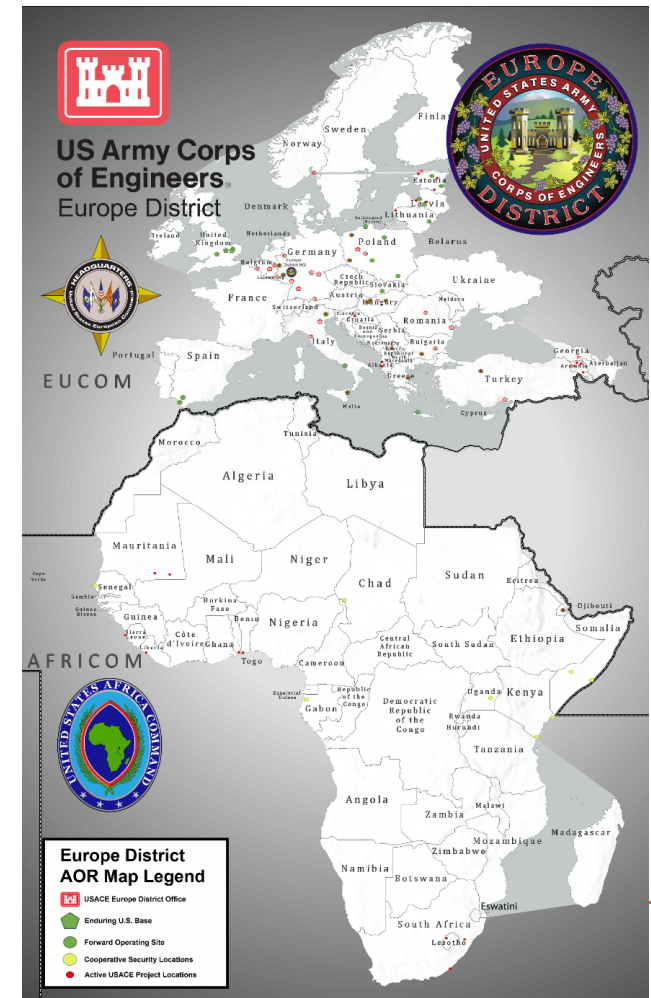 US Army Corps
of Engineers®
Europe District
EUROPE
UNITED STATES ARMY
CORPS OF ENGINEERS
DISTRICT
Finla
Sweden
Norway
Estonia
Latvia
Lithuania
Denmark
Ireland
United
Kingdom
Netherlands
Poland
Belarus
Germany
Belgium
Czech
Republic
Slovakia
Ukraine
HEADQUARTERS
France
Austria
Hungary
Moldova
Switzerland
Slovenia
Croatia
Romania
Serbia
Italy
Bulgaria
Georgia
Portugal
Spain
Albania
Armenia
Azerbaijan
Greece
Turkey
EUCOM
Malta
Cyprus
Tunisia
Morocco
Algeria
Libya
Mauritania
Mali
Niger
Chad
Sudan
Eritrea
Cape
Verde
Senegal
Gambia
Guinea
Bissau
Burkina
Faso
Djibouti
Guinea
Benin
Nigeria
Somalia
Sierra
Leone
Côte
d'Ivoire
Ghana
Ethiopia
Liberia
Central
African
Republic
South Sudan
AFRICOM
Togo
Cameroon
Equatorial
Guinea
Republic
of the
Congo
Uganda
Kenya
Gabon
Democratic
Republic
of the
Congo
Rwanda
Burundi
UNITED STATES AFRICA
COMMAND
Tanzania
Angola
Malawi
Zambia
Mozambique
Madagascar
Zimbabwe
Namibia
Botswana
Eswatini
South Africa
Lesotho
Europe District
AOR Map Legend
USACE Europe District Office
Enduring U.S. Base
Forward Operating Site
Cooperative Security Locations
Active USACE Project Locations